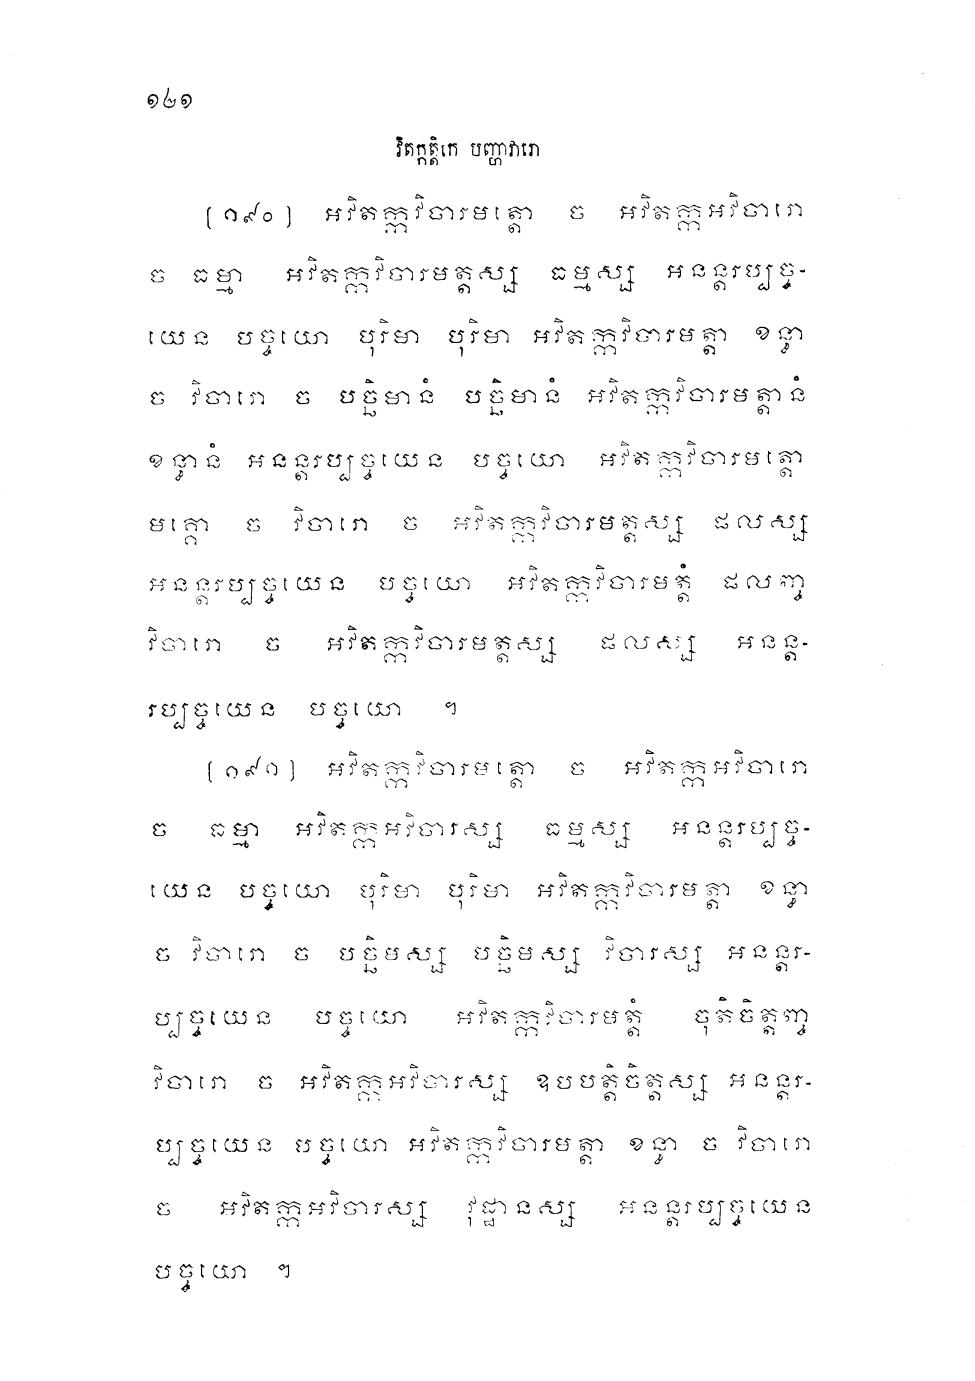 ១២១
វិតក្កត្តិកេ បញ្ហាវារោ
(១៩០) អវិតក្កវិចារមត្តោ ច អវិតក្កអវិចារោ
ច ធម្មា អវិតក្កវិចារមត្តស្ស ធម្មស្ស អនន្តរប្បច្ច-
យេន បច្ចយោ បុរិមា បុរិមា អវិតក្កវិចារមត្តា ខន្ធា
ច វិចារោ ច បច្ឆិមានំ បច្ឆិមានំ អវិតក្កវិចារមត្តានំ
ខន្ធានំ អនន្តរប្បច្ចយេន បច្ចយោ អវិតក្កវិចារមត្តោ
មគ្គោ ច វិចារោ ច អវិតក្កវិចារមត្តស្ស ផលស្ស
អនន្តរប្បច្ចយេន បច្ចយោ អវិតក្កវិចារមត្តំ ផលញ្ច
វិចារោ ច អវិតក្កវិចារមត្តស្ស ផលស្ស អនន្ត-
រប្បច្ចយេន បច្ចយោ ។
(១៩១) អវិតក្កវិចារមត្តោ ច អវិតក្កអវិចារោ
ច ធម្មា អវិតក្កអវិចារស្ស ធម្មស្ស អនន្តរប្បច្ច-
យេន បច្ចយោ បុរិមា បុរិមា អវិតក្កវិចារមត្តា ខន្ធា
ច វិចារោ ច បច្ឆិមស្ស បច្ឆិមស្ស វិចារស្ស អនន្តរ-
ប្បច្ចយេន បច្ចយោ អវិតក្កវិចារមត្តំ ចុតិចិត្តញ្ច
វិចារោ ច អវិតក្កអវិចារស្ស ឧបបត្តិចិត្តស្ស អនន្តរ-
ប្បច្ចយេន បច្ចយោ អវិតក្កវិចារមត្តា ខន្ធា ច វិចារោ
ច អវិតក្កអវិចារស្ស វុដ្ឋានស្ស អនន្តរប្បច្ចយេន
បច្ចយោ ។